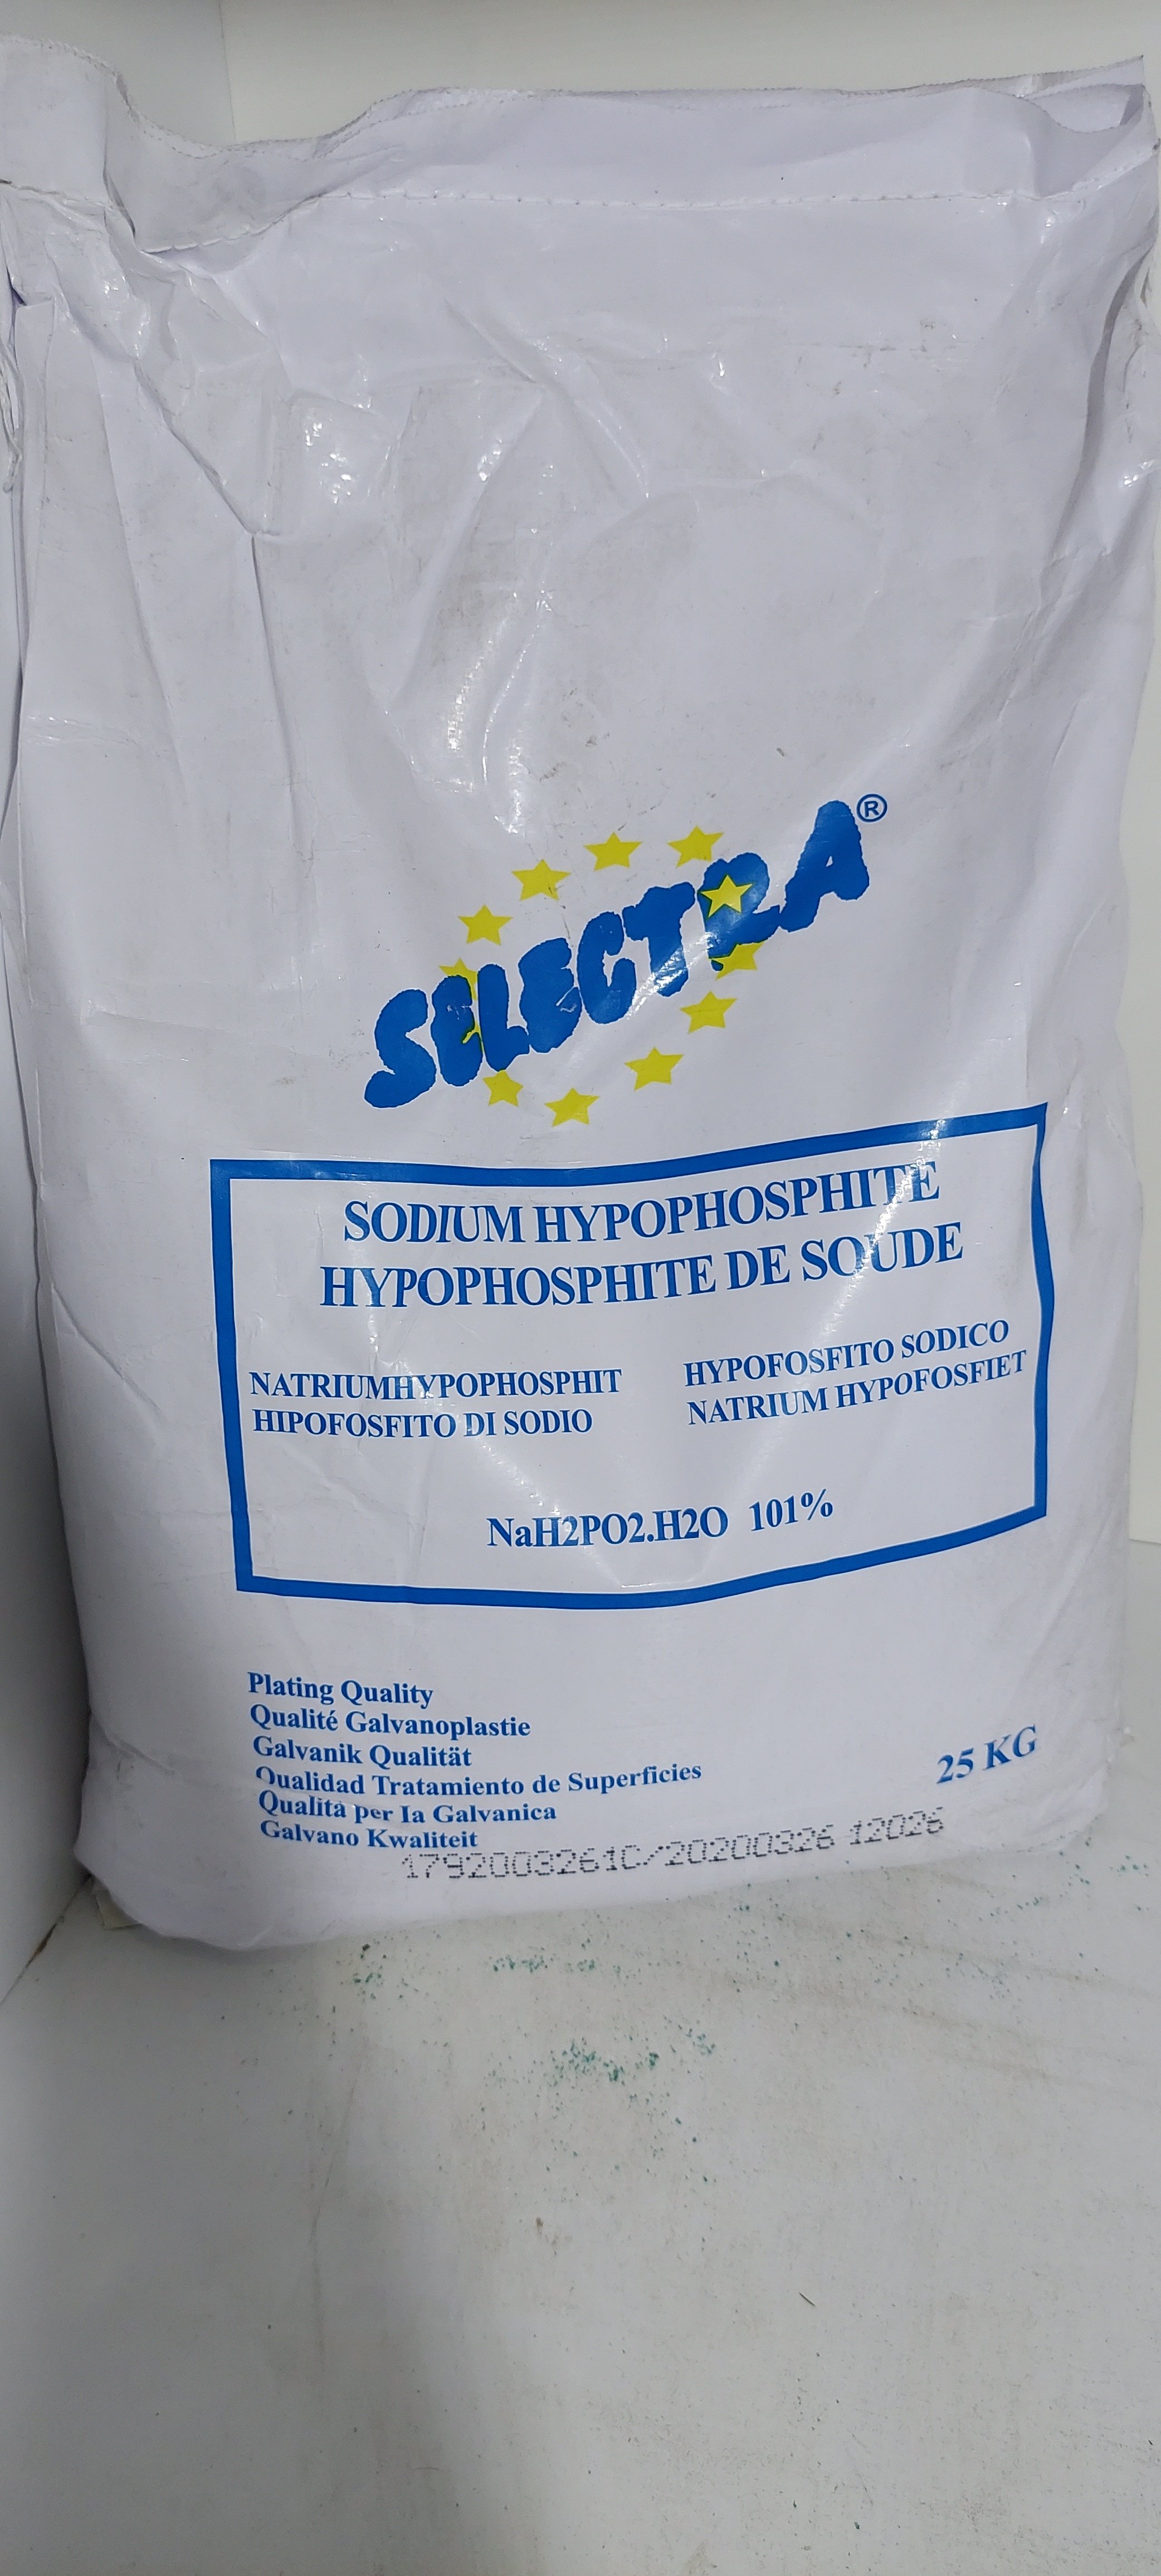 SELECTRA®
SODIUM HYPOPHOSPHITE
HYPOPHOSPHITE DE SOUDE
NATRIUMHYPOPHOSPHIT
HIPOFOSFITO DI SODIO
HYPOFOSFITO SODICO
NATRIUM HYPOFOSFIET
NaH2PO2.H2O 101%
Plating Quality
Qualité Galvanoplastie
Galvanik Qualität
Qualidad Tratamiento de Superficies
Qualità per Ia Galvanica
Galvano Kwaliteit
25 KG
1792003261C/20200326 12026